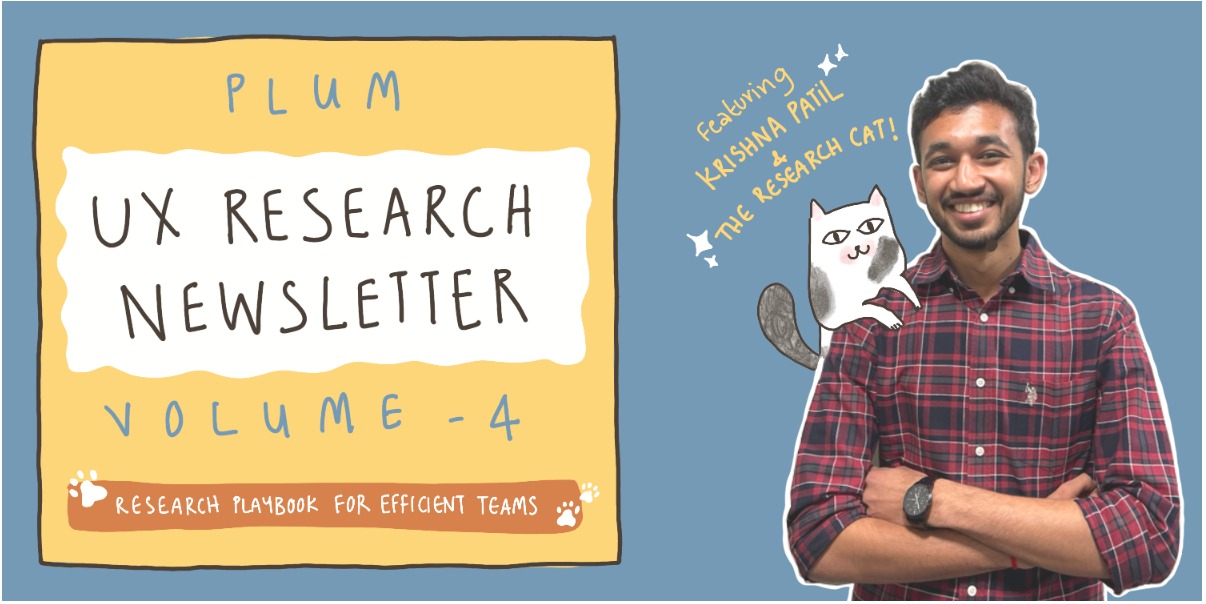 PLUM
UX RESEARCH
NEWSLETTER
VOLUME - 4
RESEARCH PLAYBOOK FOR EFFICIENT TEAMS
Featuring
KRISHNA PATIL
&
THE RESEARCH CAT!